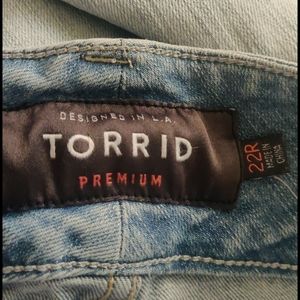 DESIGNED IN L.A.
TORRID
PREMIUM
22R
MADE IN
CHINA